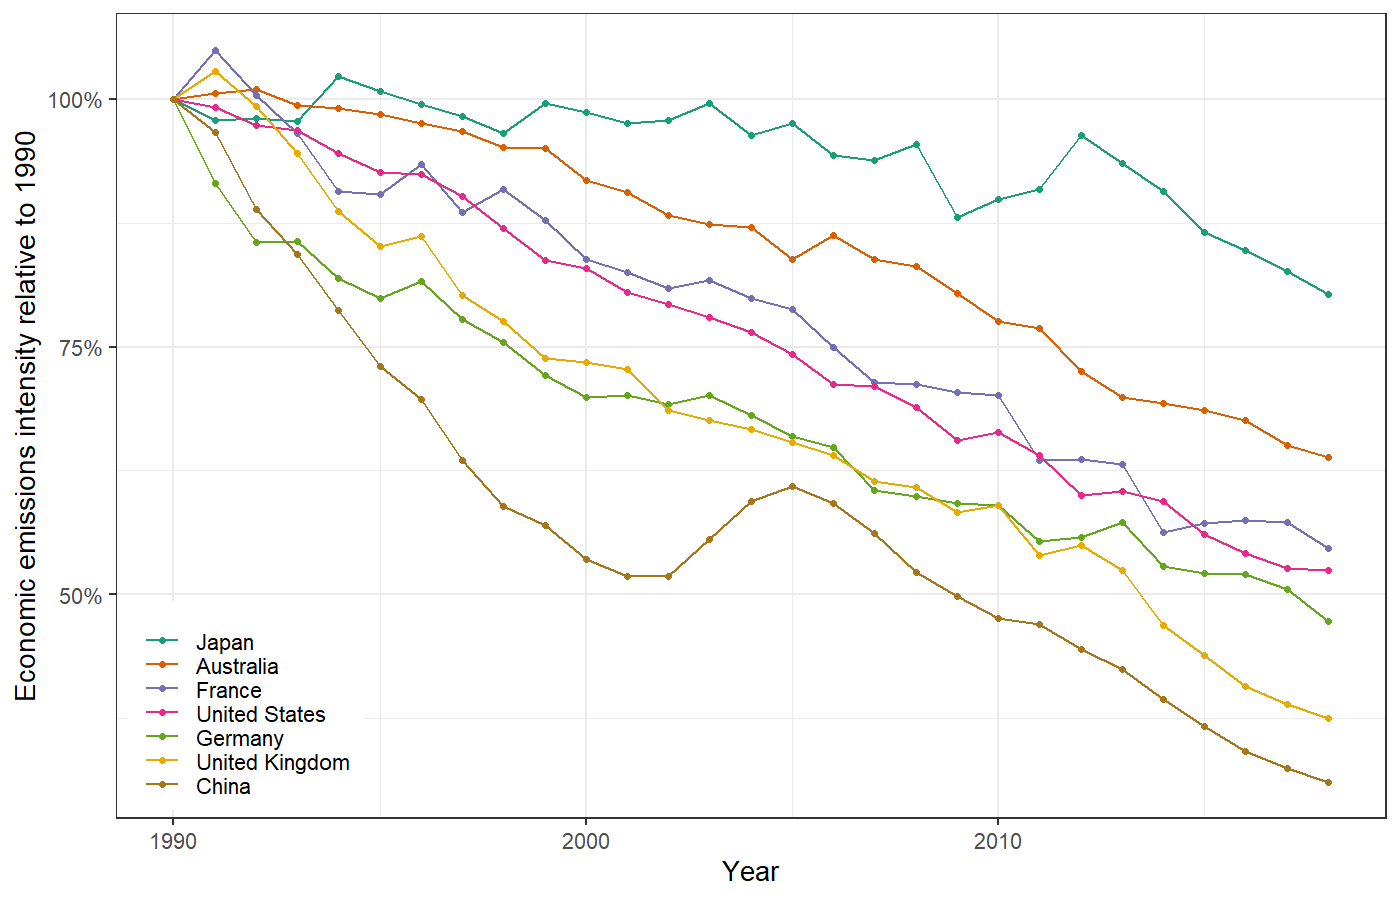 Economic emissions intensity relative to 1990
100%
75%
50%
Japan
Australia
France
United States
Germany
United Kingdom
China
1990
2000
2010
Year